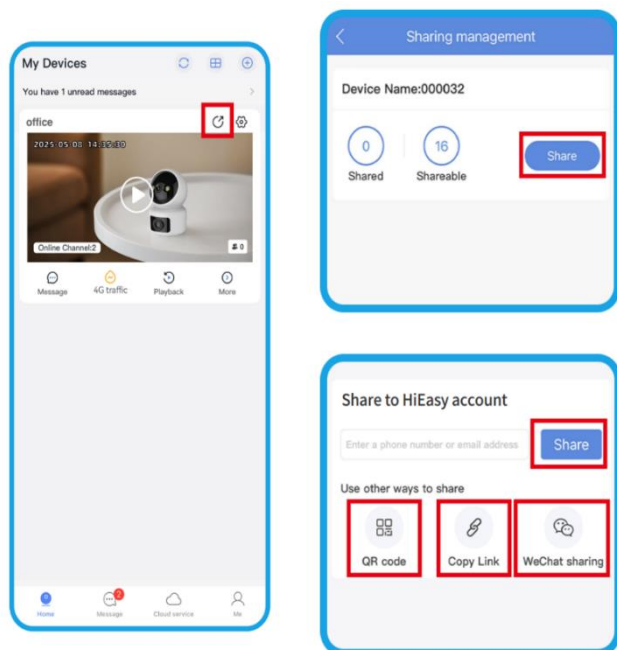 My Devices
You have 1 unread messages
office
2025-05-08 14:35:30
Online Channel:2
0
Message
4G traffic
Playback
More
Home
2
Message
Cloud service
Me
Sharing management
Device Name:000032
0
16
Shared
Shareable
Share
Share to HiEasy account
Enter a phone number or email address
Share
Use other ways to share
QR code
Copy Link
WeChat sharing